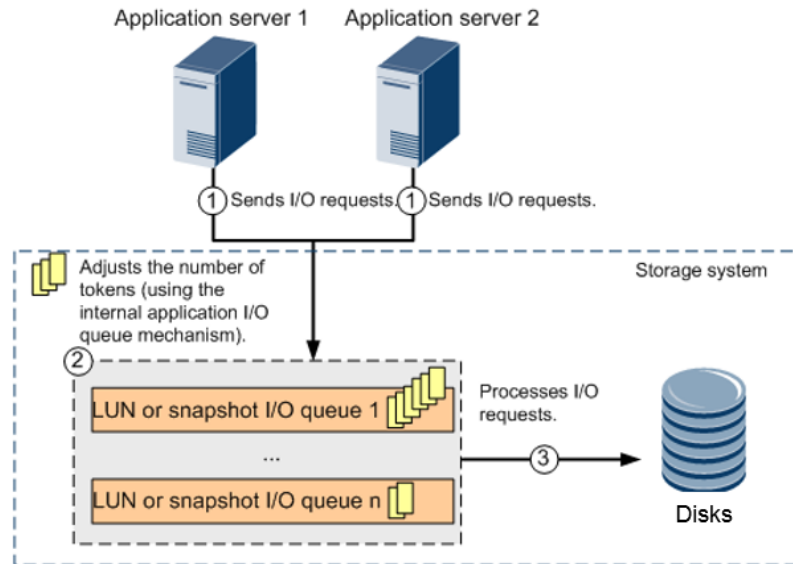 Application server 1
Application server 2
1 Sends I/O requests.
1 Sends I/O requests.
Adjusts the number of
tokens (using the
internal application I/O
queue mechanism).
Storage system
2
LUN or snapshot I/O queue 1
...
LUN or snapshot I/O queue n
Processes I/O
requests.
3
Disks